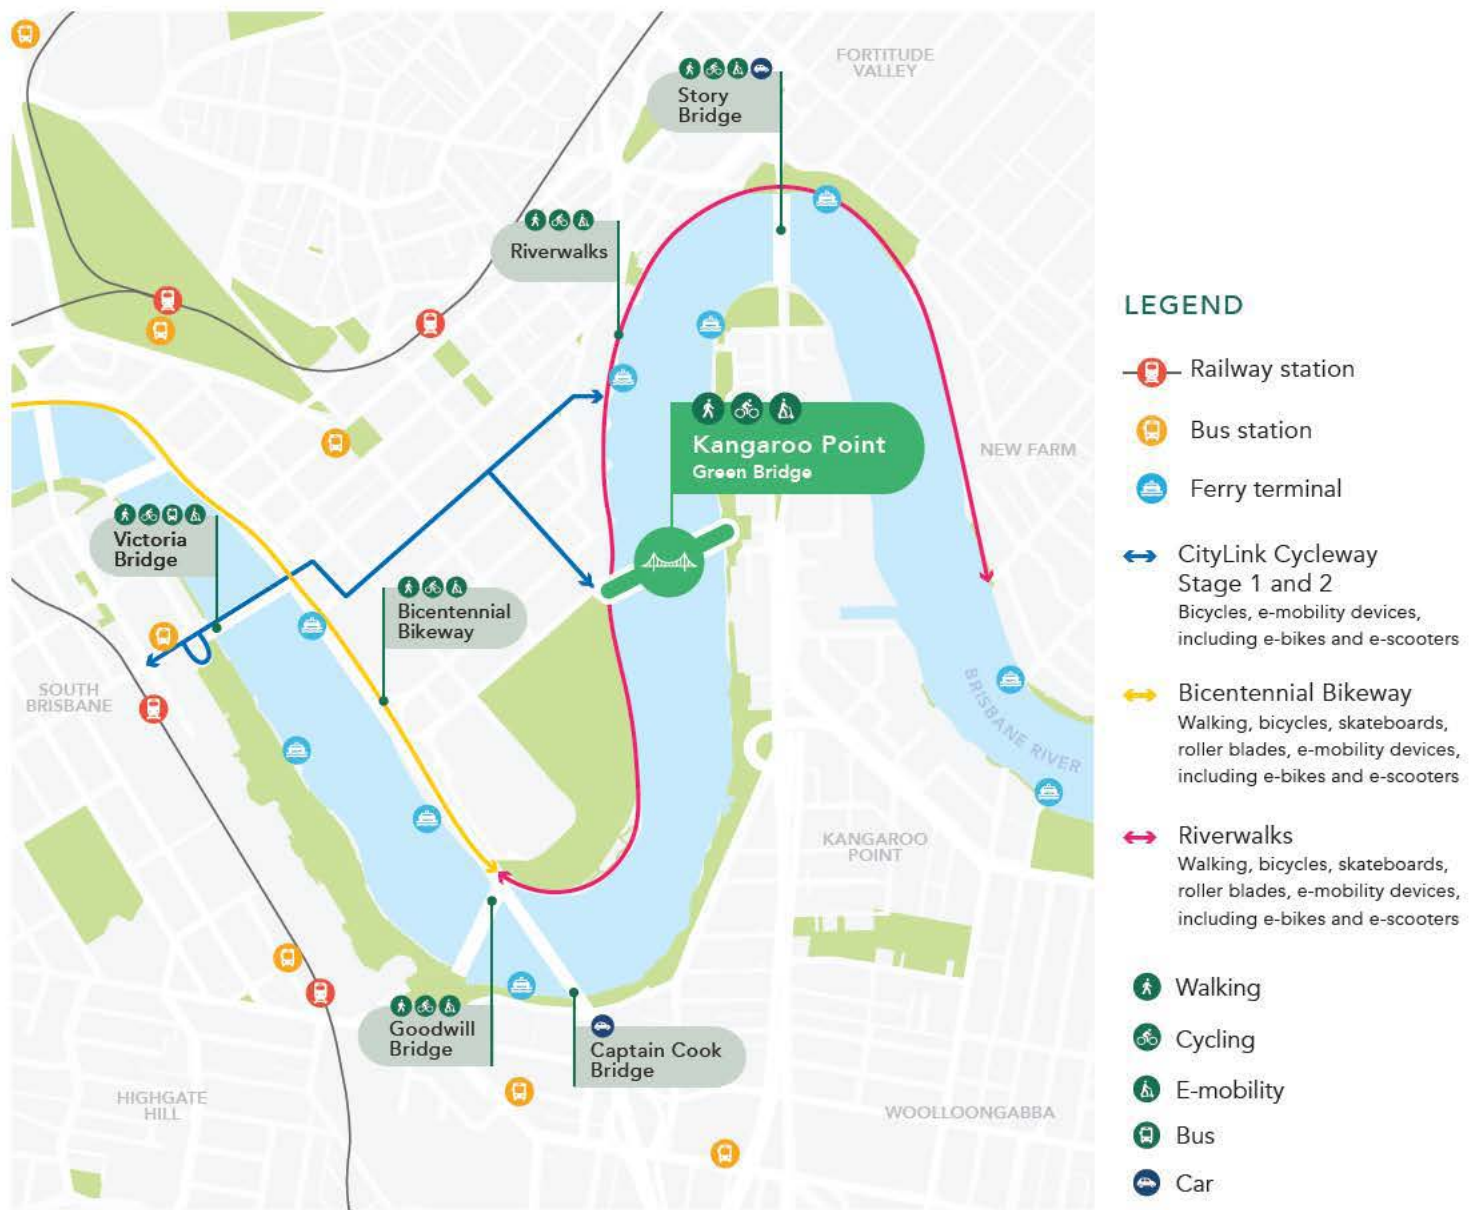 FORTITUDE
VALLEY
Story
Bridge
Riverwalks
Kangaroo Point
Green Bridge
NEW FARM
Victoria
Bridge
Bicentennial
Bikeway
SOUTH
BRISBANE
BRISBANE RIVER
KANGAROO
POINT
Goodwill
Bridge
Captain Cook
Bridge
HIGHGATE
HILL
WOOLLOONGABBA
LEGEND
Railway station
Bus station
Ferry terminal
CityLink Cycleway
Stage 1 and 2
Bicycles, e-mobility devices,
including e-bikes and e-scooters
Bicentennial Bikeway
Walking, bicycles, skateboards,
roller blades, e-mobility devices,
including e-bikes and e-scooters
Riverwalks
Walking, bicycles, skateboards,
roller blades, e-mobility devices,
including e-bikes and e-scooters
Walking
Cycling
E-mobility
Bus
Car